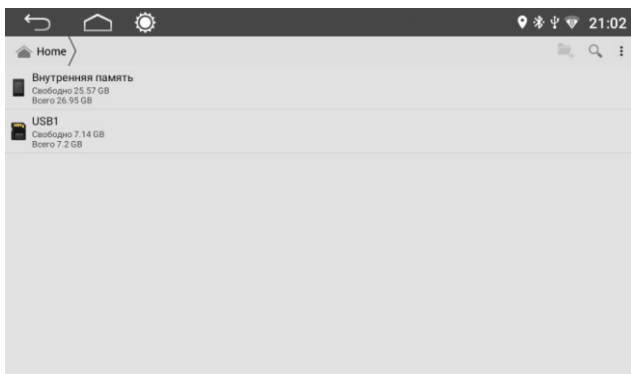 21:02
Home
Внутренняя память
Свободно 25.57 GB
Всего 26.95 GB
USB1
Свободно 7.14 GB
Всего 7.2 GB